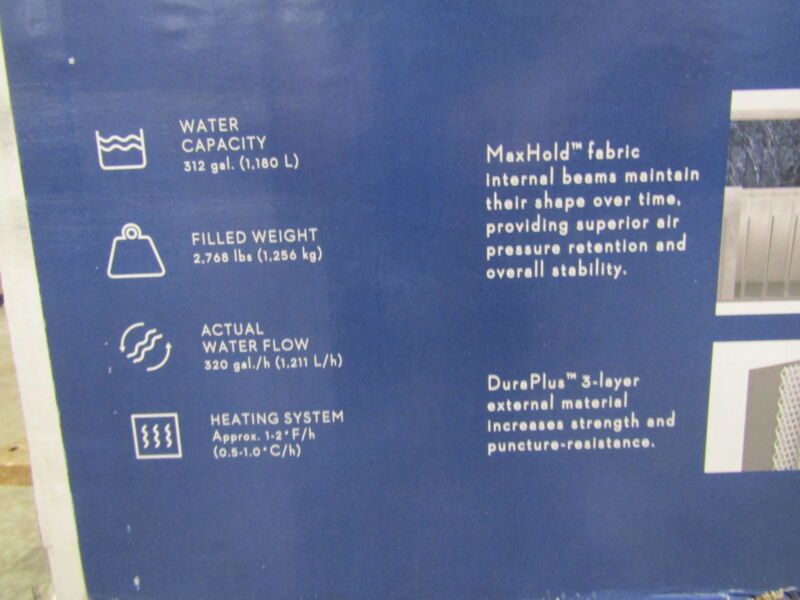 WATER
CAPACITY
312 gal. (1,180 L)
FILLED WEIGHT
2,768 lbs (1,256 kg)
ACTUAL
WATER FLOW
320 gal./h (1,211 L/h)
HEATING SYSTEM
Approx. 1-2°F/h
(0.5-1.0°C/h)
MaxHold™ fabric
internal beams maintain
their shape over time,
providing superior air
pressure retention and
overall stability.
DuraPlus™ 3-layer
external material
increases strength and
puncture-resistance.